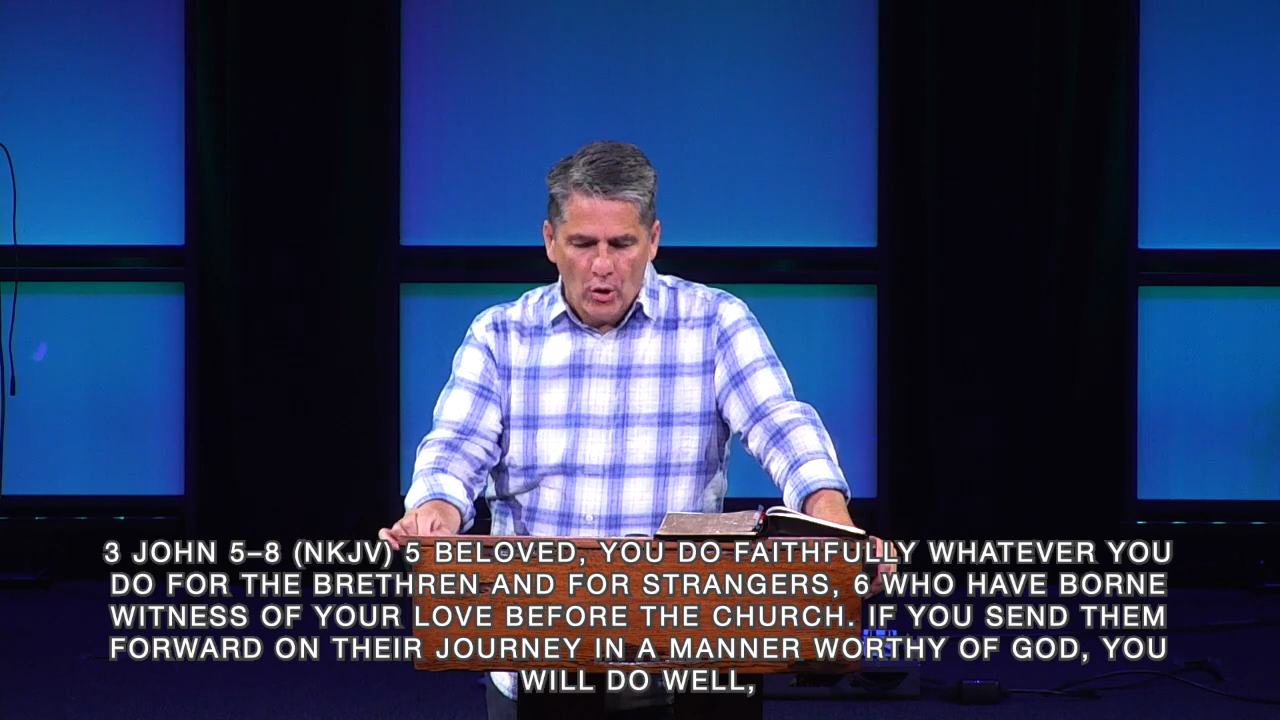 3 JOHN 5–8 (NKJV) 5 BELOVED, YOU DO FAITHFULLY WHATEVER YOU
DO FOR THE BRETHREN AND FOR STRANGERS, 6 WHO HAVE BORNE
WITNESS OF YOUR LOVE BEFORE THE CHURCH. IF YOU SEND THEM
FORWARD ON THEIR JOURNEY IN A MANNER WORTHY OF GOD, YOU
WILL DO WELL,